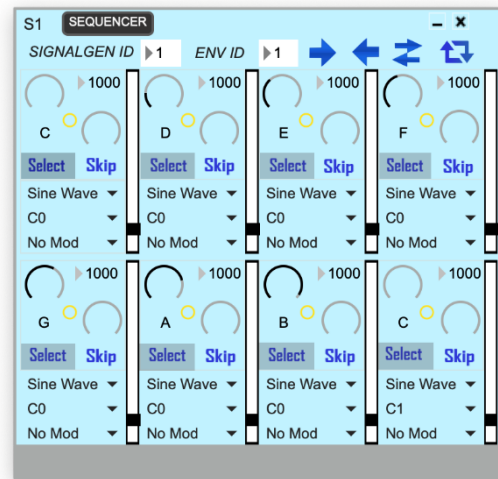 S1 SEQUENCER
SIGNALGEN ID 1 ENV ID 1
1000 1000 1000 1000
C D E F
Select Skip Select Skip Select Skip Select Skip
Sine Wave Sine Wave Sine Wave Sine Wave
C0 C0 C0 C0
No Mod No Mod No Mod No Mod
1000 1000 1000 1000
G A B C
Select Skip Select Skip Select Skip Select Skip
Sine Wave Sine Wave Sine Wave Sine Wave
C0 C0 C0 C1
No Mod No Mod No Mod No Mod